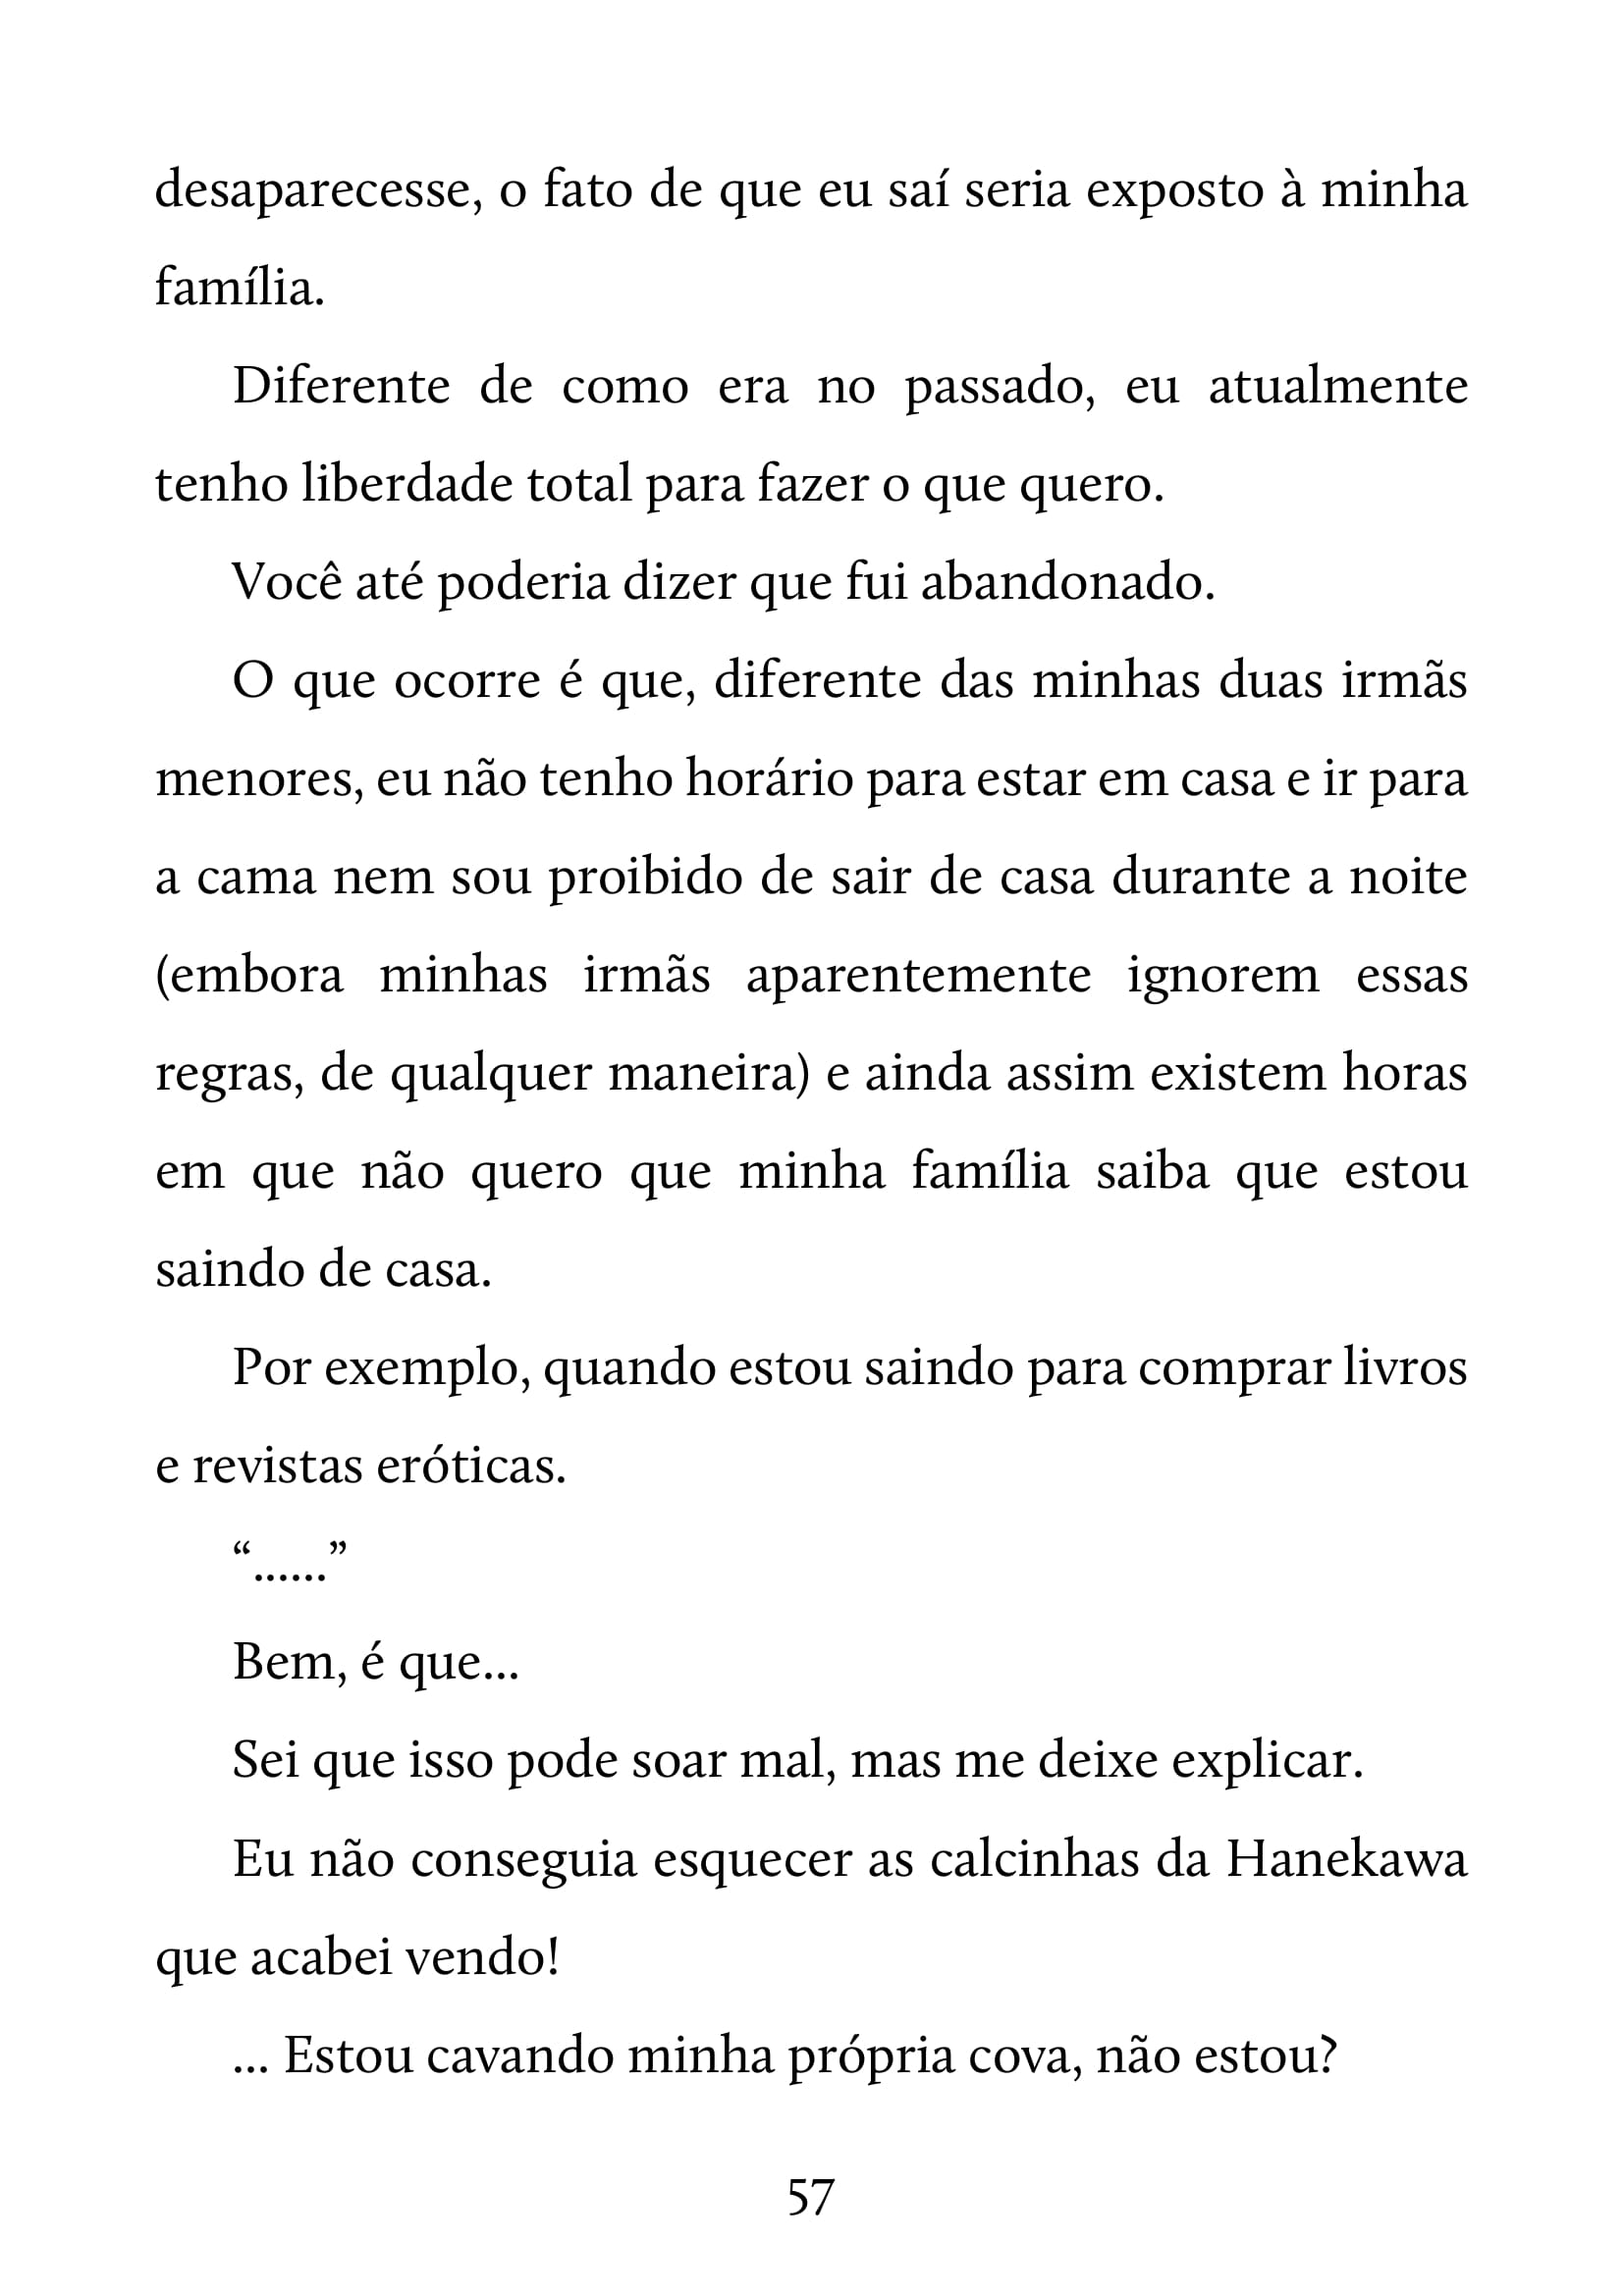 desaparecesse, o fato de que eu saí seria exposto à minha
família.
Diferente de como era no passado, eu atualmente
tenho liberdade total para fazer o que quero.
Você até poderia dizer que fui abandonado.
O que ocorre é que, diferente das minhas duas irmãs
menores, eu não tenho horário para estar em casa e ir para
a cama nem sou proibido de sair de casa durante a noite
(embora minhas irmãs aparentemente ignorem essas
regras, de qualquer maneira) e ainda assim existem horas
em que não quero que minha família saiba que estou
saindo de casa.
Por exemplo, quando estou saindo para comprar livros
e revistas eróticas.
“......”
Bem, é que...
Sei que isso pode soar mal, mas me deixe explicar.
Eu não conseguia esquecer as calcinhas da Hanekawa
que acabei vendo!
... Estou cavando minha própria cova, não estou?
57